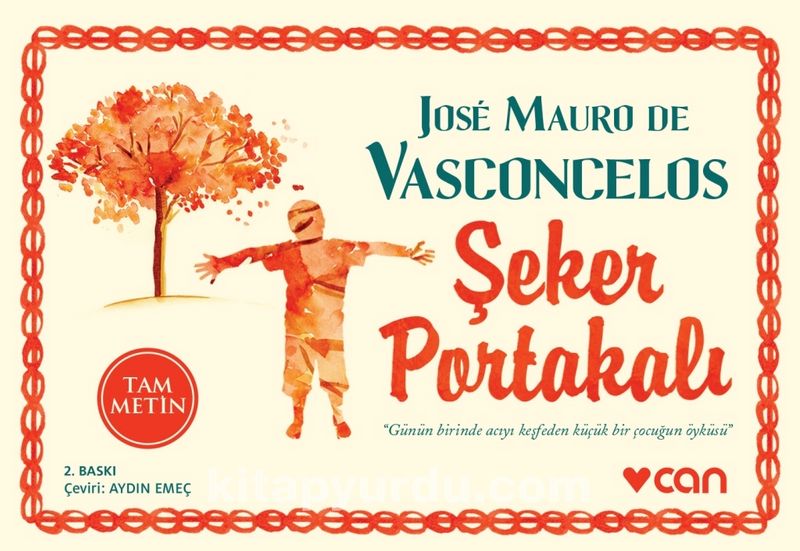 JOSÉ MAURO DE
VASCONCELOS
Şeker
Portakalı
“Günün birinde acıyı keşfeden küçük bir çocuğun öyküsü”
TAM
METİN
2. BASKI
Çeviri: AYDIN EMEÇ
kitapyurdu.com
can